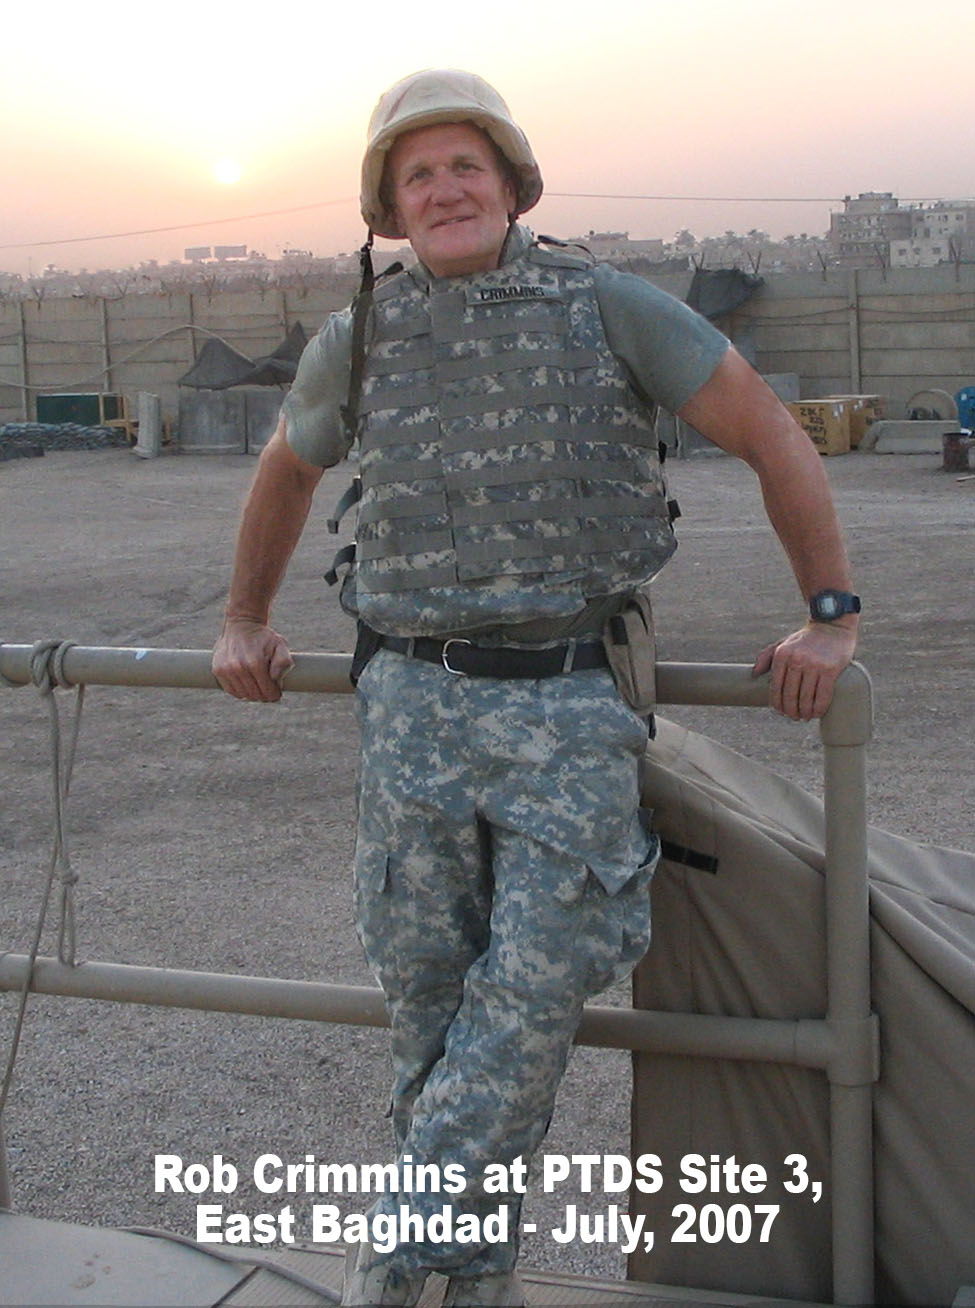 CRIMMINS
Rob Crimmins at PTDS Site 3,
East Baghdad - July, 2007